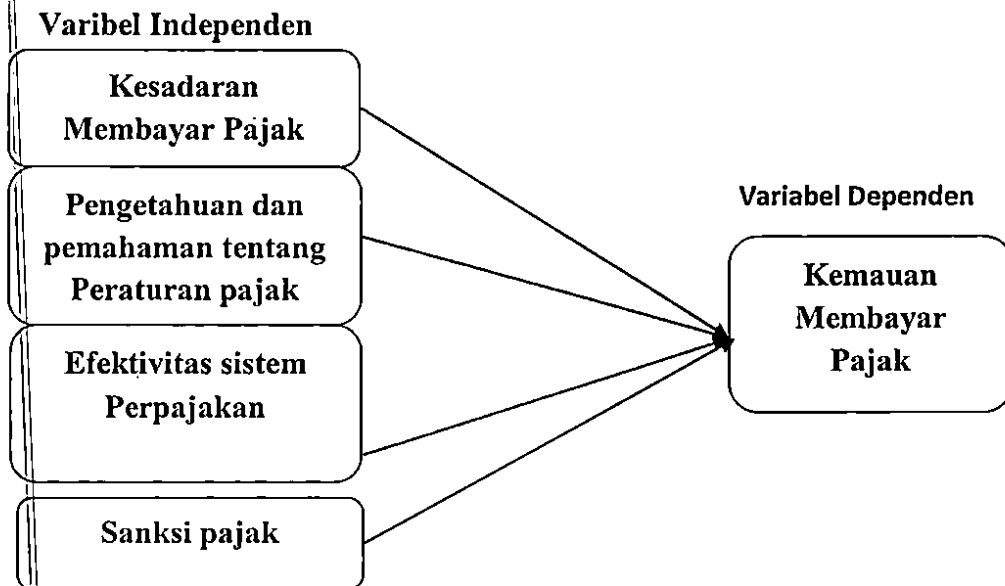 Varibel Independen
Kesadaran
Membayar Pajak
Pengetahuan dan
pemahaman tentang
Peraturan pajak
Efektivitas sistem
Perpajakan
Sanksi pajak
Variabel Dependen
Kemauan
Membayar
Pajak